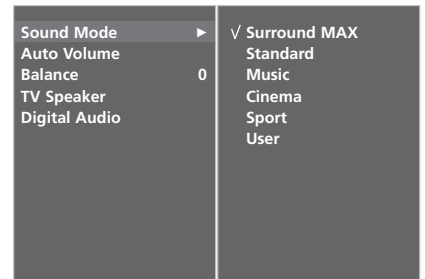 Sound Mode ►
Auto Volume
Balance 0
TV Speaker
Digital Audio
√ Surround MAX
Standard
Music
Cinema
Sport
User